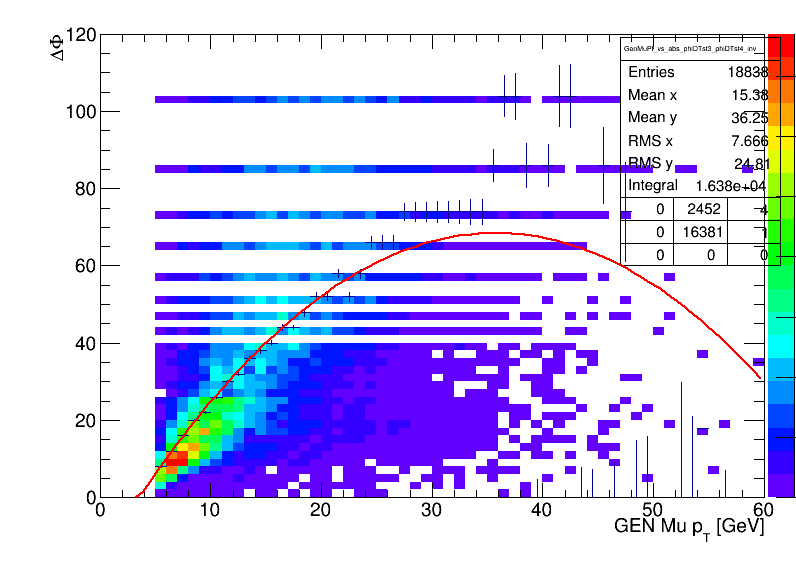 ΔΦ
120
100
80
60
40
20
0
0 10 20 30 40 50 60
GEN Mu pT [GeV]
GenMuPt_vs_abs_phiDTst3_phiDTst4_inv
Entries 18838
Mean x 15.38
Mean y 36.25
RMS x 7.666
RMS y 24.81
Integral 1.638e+04
0 2452 4
0 16381 1
0 0 0